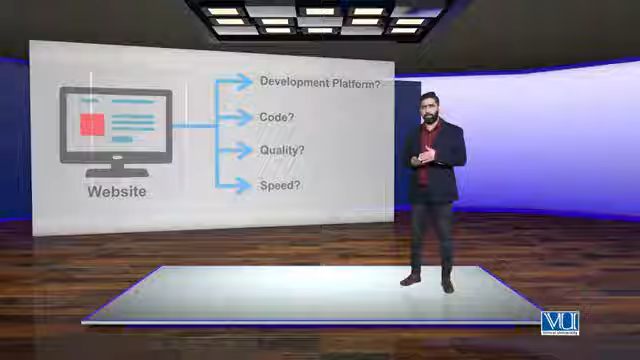 Development Platform?
Code?
Quality?
Speed?
Website
VU